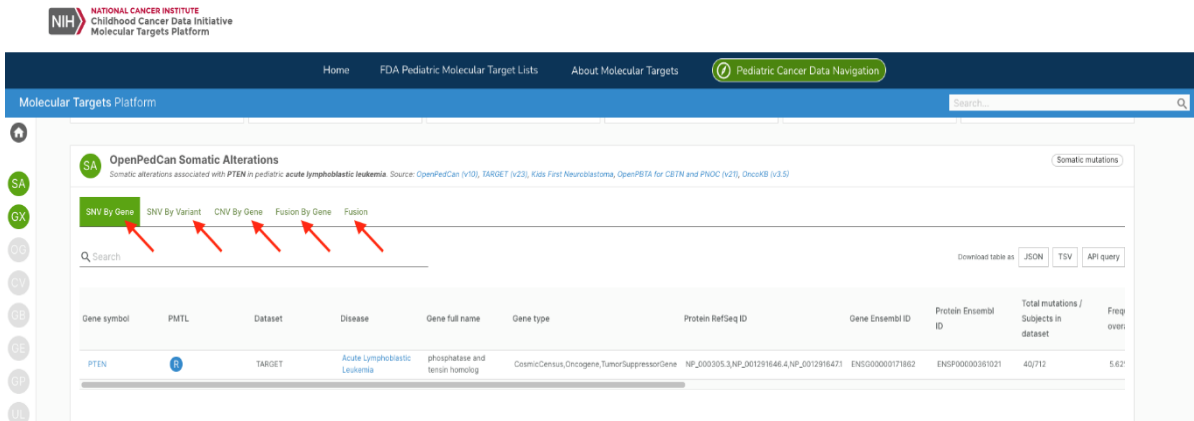 NIH
NATIONAL CANCER INSTITUTE
Childhood Cancer Data Initiative
Molecular Targets Platform
Home FDA Pediatric Molecular Target Lists About Molecular Targets Pediatric Cancer Data Navigation
Molecular Targets Platform
Search...
SA
GX
OG
CV
GB
GE
GP
UL
SA
OpenPedCan Somatic Alterations
Somatic mutations
Somatic alterations associated with PTEN in pediatric acute lymphoblastic leukemia. Source: OpenPedCan (v10), TARGET (v23), Kids First Neuroblastoma, OpenPBTA for CBTN and PNOC (v21), OncoKB (v3.5)
SNV By Gene SNV By Variant CNV By Gene Fusion By Gene Fusion
Search
Download table as JSON TSV API query
Gene symbol PMTL Dataset Disease Gene full name Gene type Protein RefSeq ID Gene Ensembl ID
Protein Ensembl
ID
Total mutations /
Subjects in
dataset
PTEN R TARGET
Acute Lymphoblastic
Leukemia
phosphatase and
tensin homolog
CosmicCensus,Oncogene,TumorSuppressorGene NP_000305.3,NP_001291646.4,NP_001291647.1 ENSG00000171862 ENSP00000361021 40/712